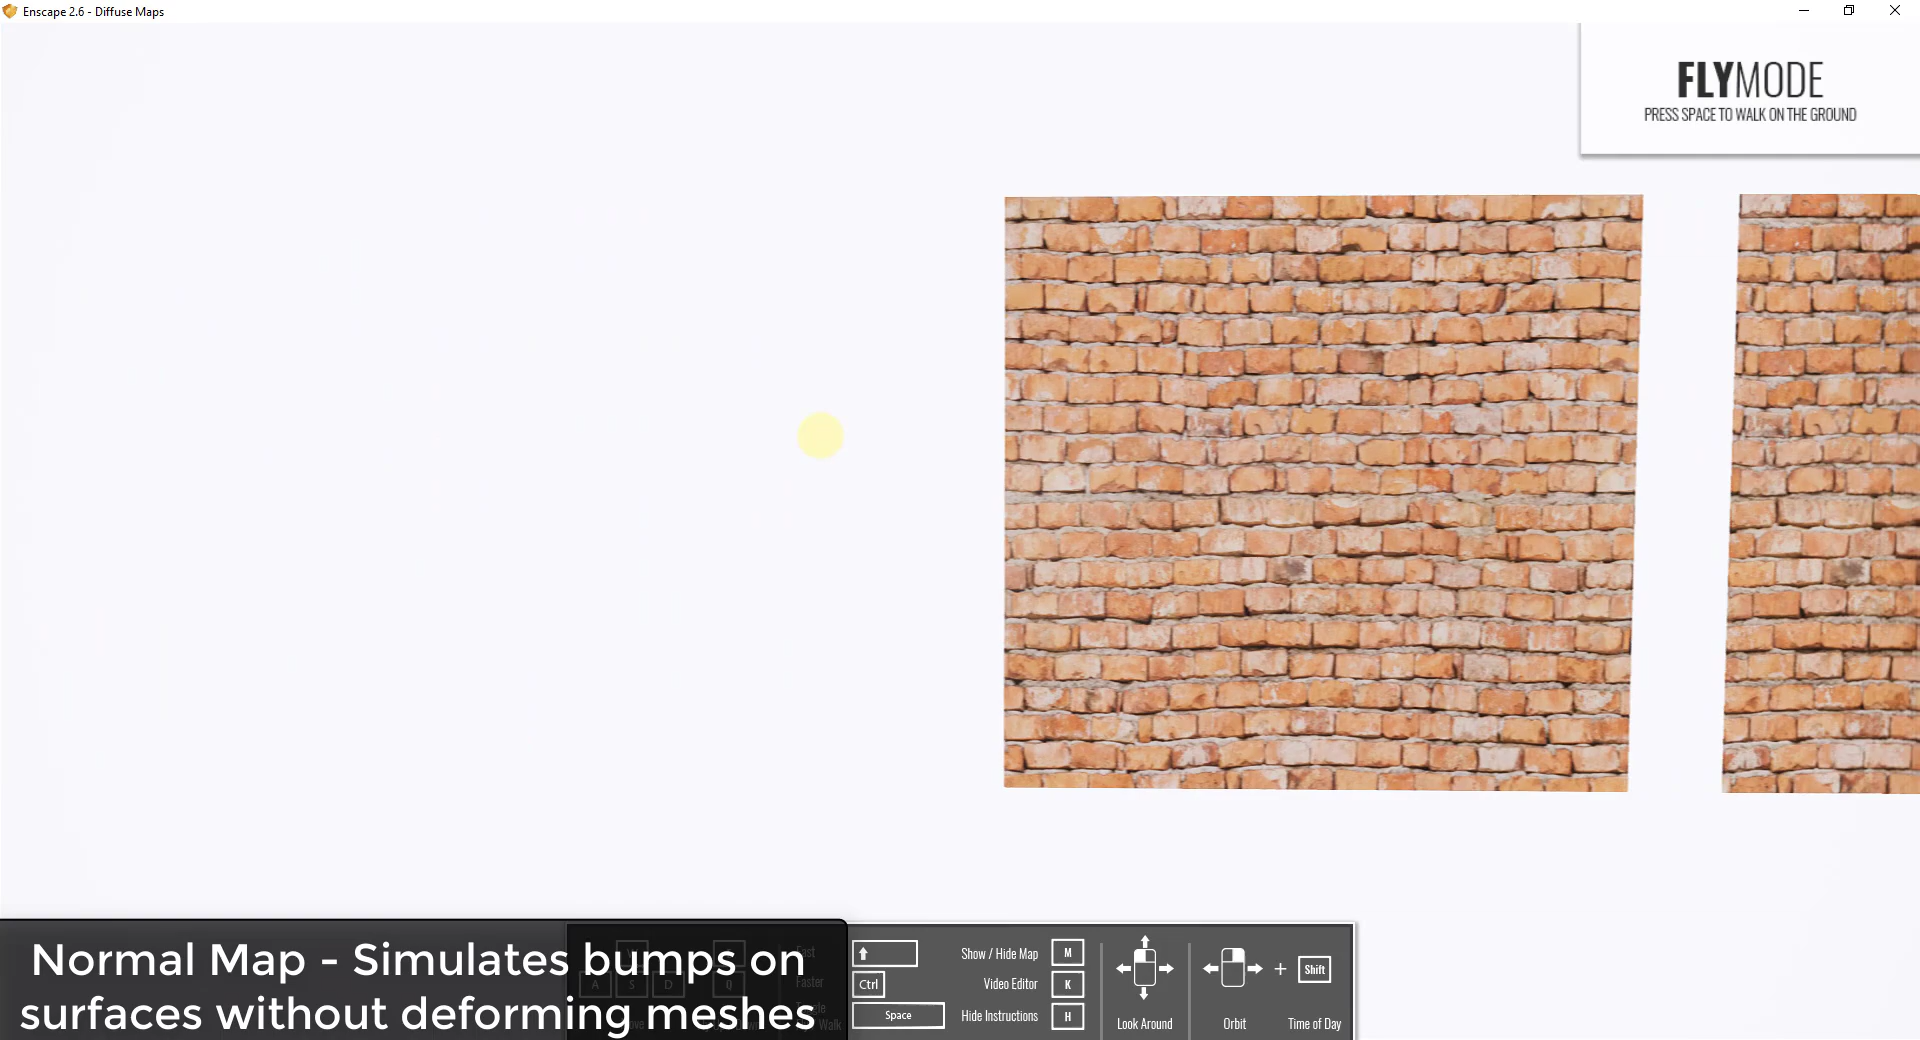 Enscape 2.6 - Diffuse Maps
FLYMODE
PRESS SPACE TO WALK ON THE GROUND
Normal Map - Simulates bumps on
surfaces without deforming meshes
A S D Q
Faster
Walk
Ctrl
Space
Show / Hide Map M
Video Editor K
Hide Instructions H
Look Around
Orbit
+ Shift
Time of Day